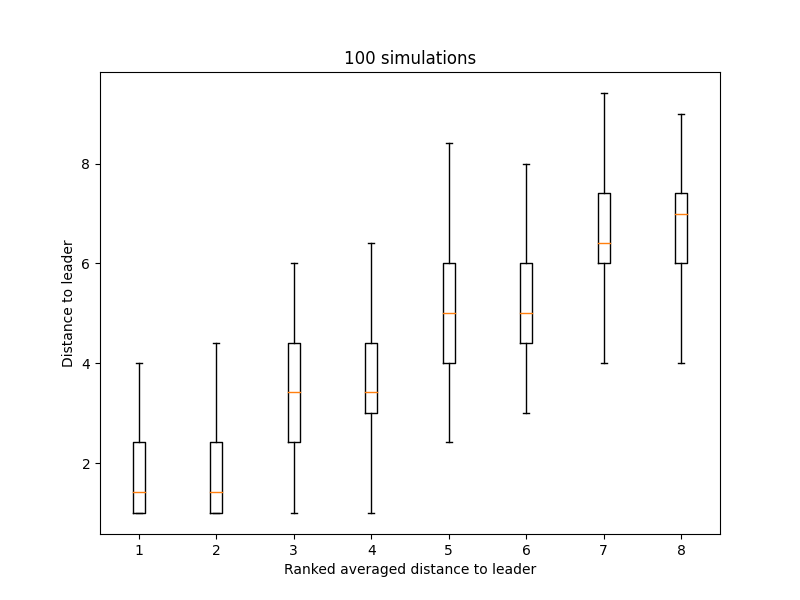 100 simulations
Distance to leader
8
6
4
2
1 2 3 4 5 6 7 8
Ranked averaged distance to leader